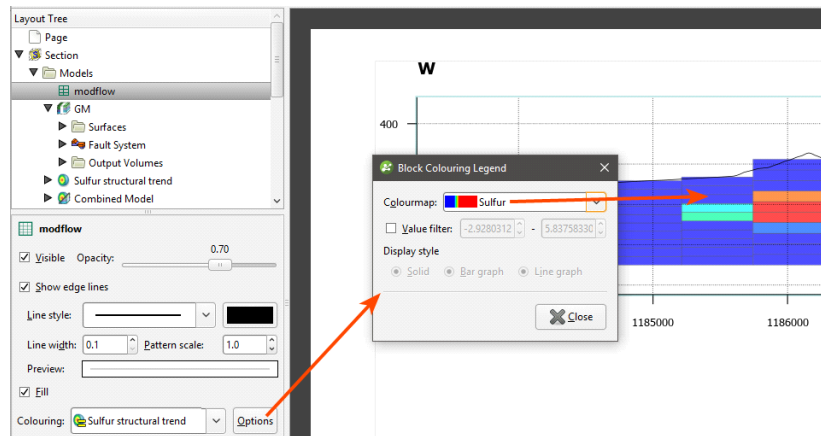 Layout Tree
Page
Section
Models
modflow
GM
Surfaces
Fault System
Output Volumes
Sulfur structural trend
Combined Model
modflow
Visible Opacity: 0.70
Show edge lines
Line style:
Line width: 0.1 Pattern scale: 1.0
Preview:
Fill
Colouring: Sulfur structural trend Options
W
400
Block Colouring Legend
Colourmap: Sulfur
Value filter: -2.9280312 - 5.83758330
Display style
Solid Bar graph Line graph
Close
1185000 1186000